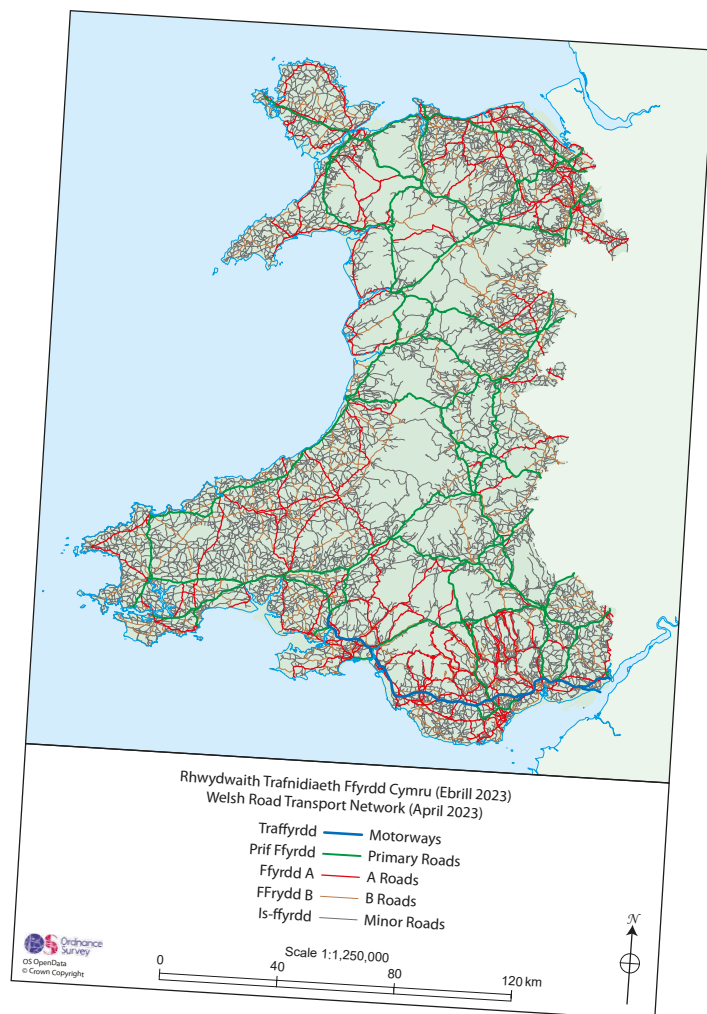 Rhwydwaith Trafnidiaeth Ffyrdd Cymru (Ebrill 2023)
Welsh Road Transport Network (April 2023)
Traffyrdd Motorways
Prif Ffyrdd Primary Roads
Ffyrdd A A Roads
FFrydd B B Roads
Is-ffyrdd Minor Roads
N
OS Ordnance
Survey
OS OpenData
© Crown Copyright
Scale 1:1,250,000
0 40 80 120 km